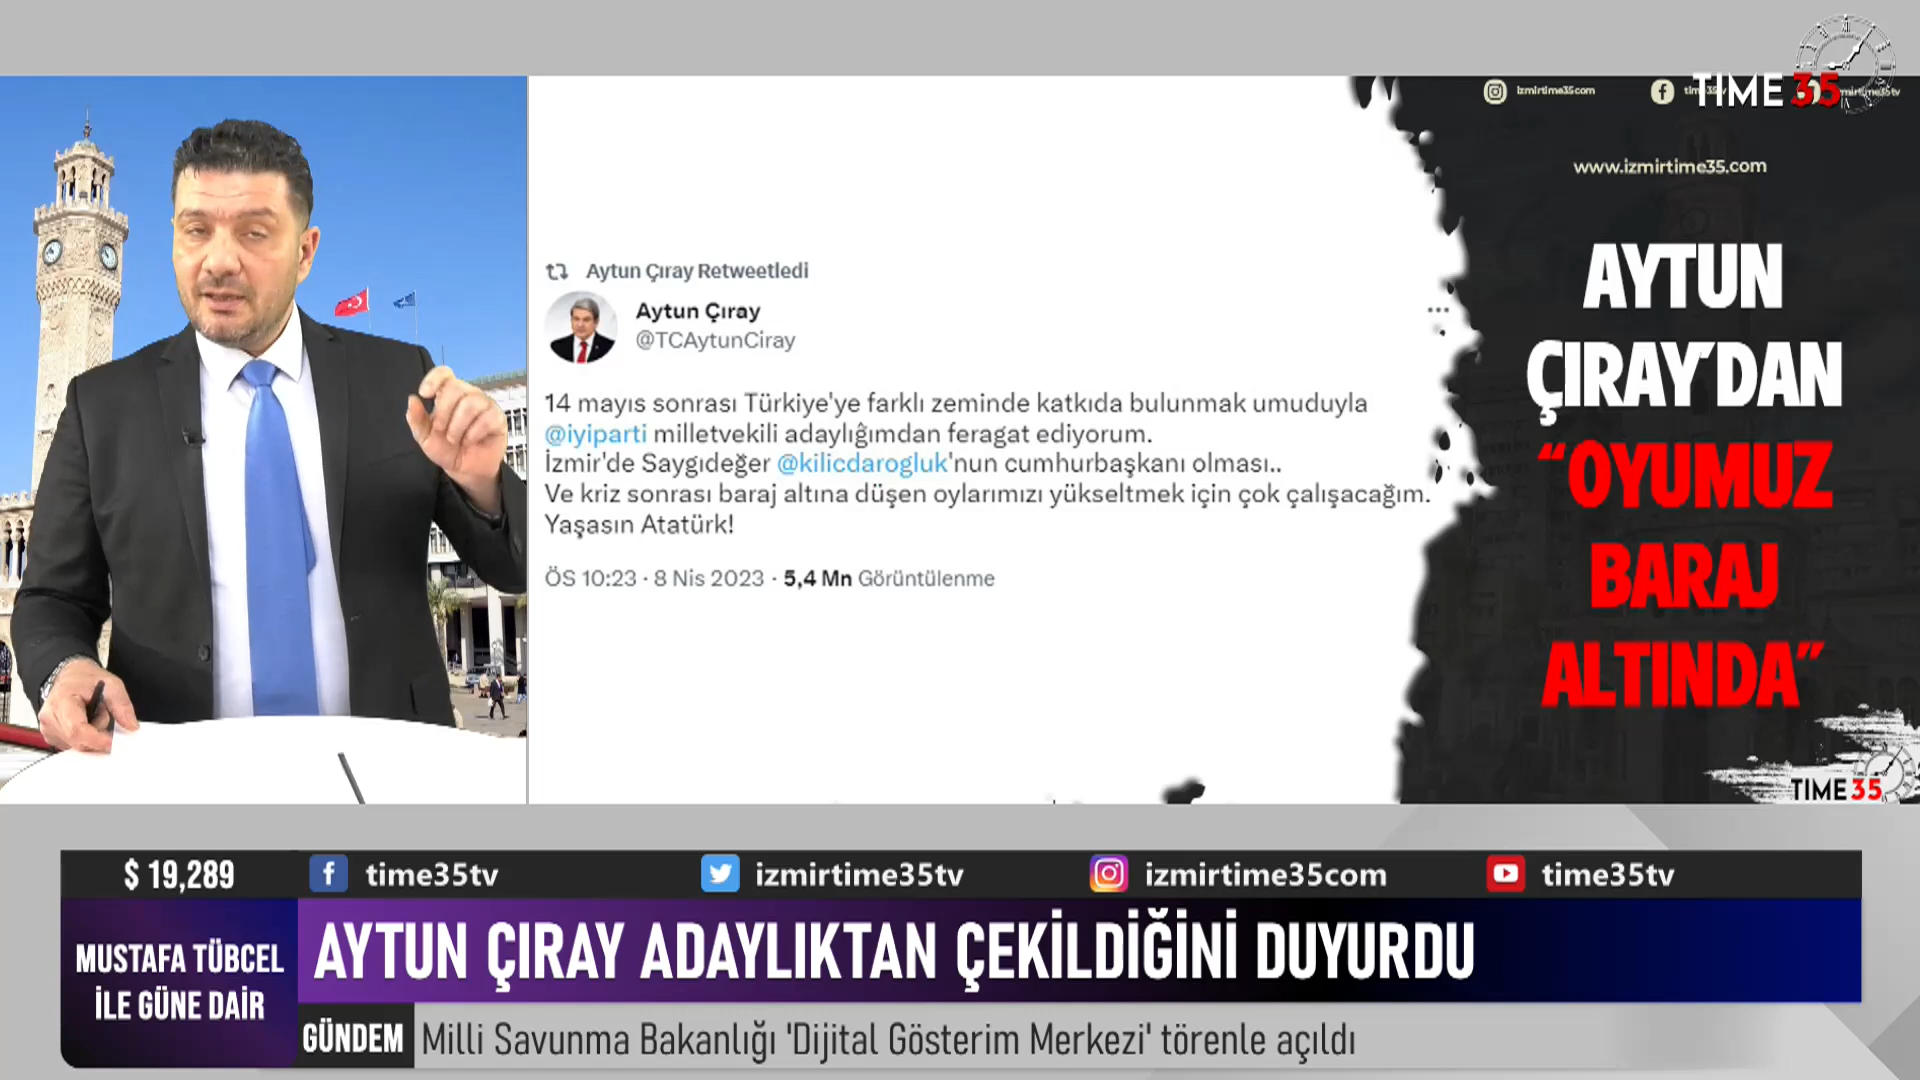 TIME 35
izmirtime35com
www.izmirtime35.com
Aytun Çıray Retweetledi
Aytun Çıray
@TCAytunCiray
14 mayıs sonrası Türkiye'ye farklı zeminde katkıda bulunmak umuduyla
@iyiparti milletvekili adaylığımdan feragat ediyorum.
İzmir'de Saygıdeğer @kilicdarogluk'nun cumhurbaşkanı olması..
Ve kriz sonrası baraj altına düşen oylarımızı yükseltmek için çok çalışacağım.
Yaşasın Atatürk!
ÖS 10:23 · 8 Nis 2023 · 5,4 Mn Görüntülenme
AYTUN
ÇIRAY'DAN
“OYUMUZ
BARAJ
ALTINDA”
TIME 35
$ 19,289
time35tv
izmirtime35tv
izmirtime35com
time35tv
MUSTAFA TÜBCEL
İLE GÜNE DAİR
AYTUN ÇIRAY ADAYLIKTAN ÇEKİLDİĞİNİ DUYURDU
GÜNDEM
Milli Savunma Bakanlığı 'Dijital Gösterim Merkezi' törenle açıldı